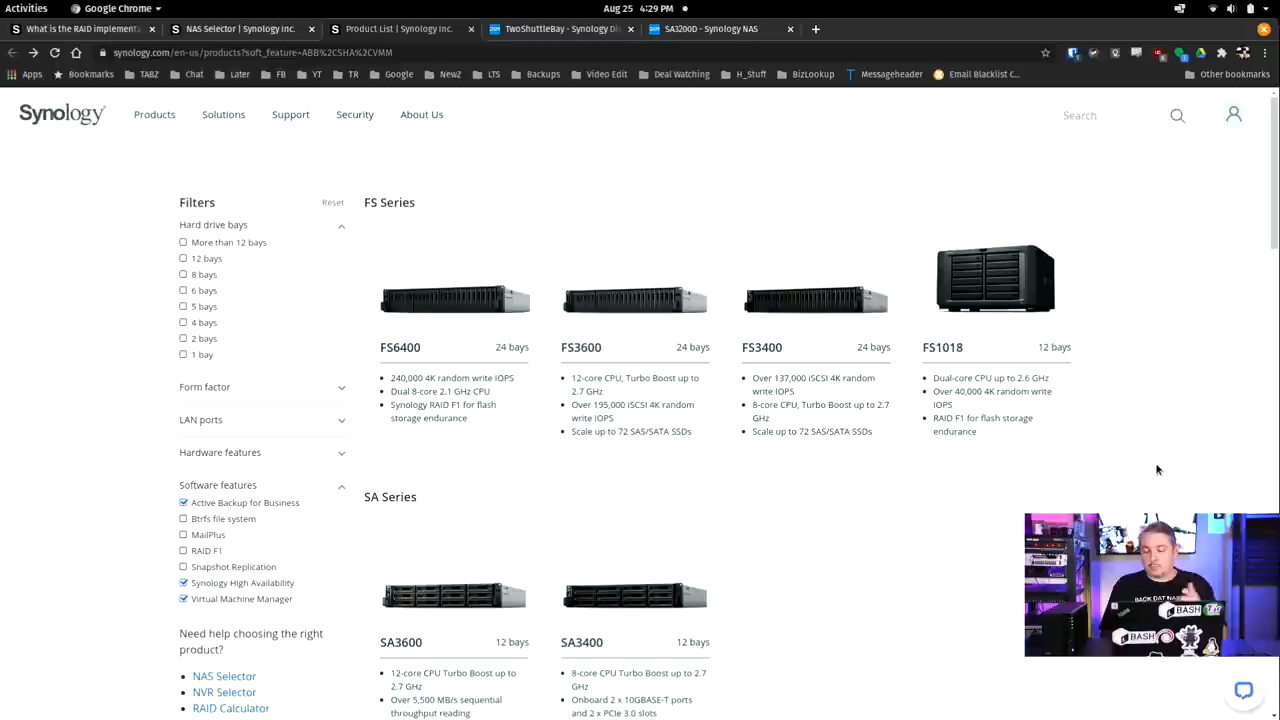 Activities
Google Chrome
Aug 25 4:29 PM
What is the RAID implement
NAS Selector | Synology Inc.
Product List | Synology Inc.
TwoShuttleBay - Synology Di
SA3200D - Synology NAS
synology.com/en-us/products?soft_feature=ABB%2CSHA%2CVMM
Apps
Bookmarks
TABZ
Chat
Later
FB
YT
TR
Google
NewZ
LTS
Backups
Video Edit
Deal Watching
H_Stuff
BizLookup
Messageheader
Email Blacklist C...
Other bookmarks
Synology
Products
Solutions
Support
Security
About Us
Search
Filters
Reset
Hard drive bays
More than 12 bays
12 bays
8 bays
6 bays
5 bays
4 bays
2 bays
1 bay
Form factor
LAN ports
Hardware features
Software features
Active Backup for Business
Btrfs file system
MailPlus
RAID F1
Snapshot Replication
Synology High Availability
Virtual Machine Manager
Need help choosing the right
product?
NAS Selector
NVR Selector
RAID Calculator
FS Series
FS6400 24 bays
240,000 4K random write IOPS
Dual 8-core 2.1 GHz CPU
Synology RAID F1 for flash
storage endurance
FS3600 24 bays
12-core CPU, Turbo Boost up to
2.7 GHz
Over 195,000 iSCSI 4K random
write IOPS
Scale up to 72 SAS/SATA SSDs
FS3400 24 bays
Over 137,000 iSCSI 4K random
write IOPS
8-core CPU, Turbo Boost up to 2.7
GHz
Scale up to 72 SAS/SATA SSDs
FS1018 12 bays
Dual-core CPU up to 2.6 GHz
Over 40,000 4K random write
IOPS
RAID F1 for flash storage
endurance
SA Series
SA3600 12 bays
12-core CPU Turbo Boost up to
2.7 GHz
Over 5,500 MB/s sequential
throughput reading
SA3400 12 bays
8-core CPU Turbo Boost up to 2.7
GHz
Onboard 2 x 10GBASE-T ports
and 2 x PCIe 3.0 slots
BACK DAT
BASH
BASH